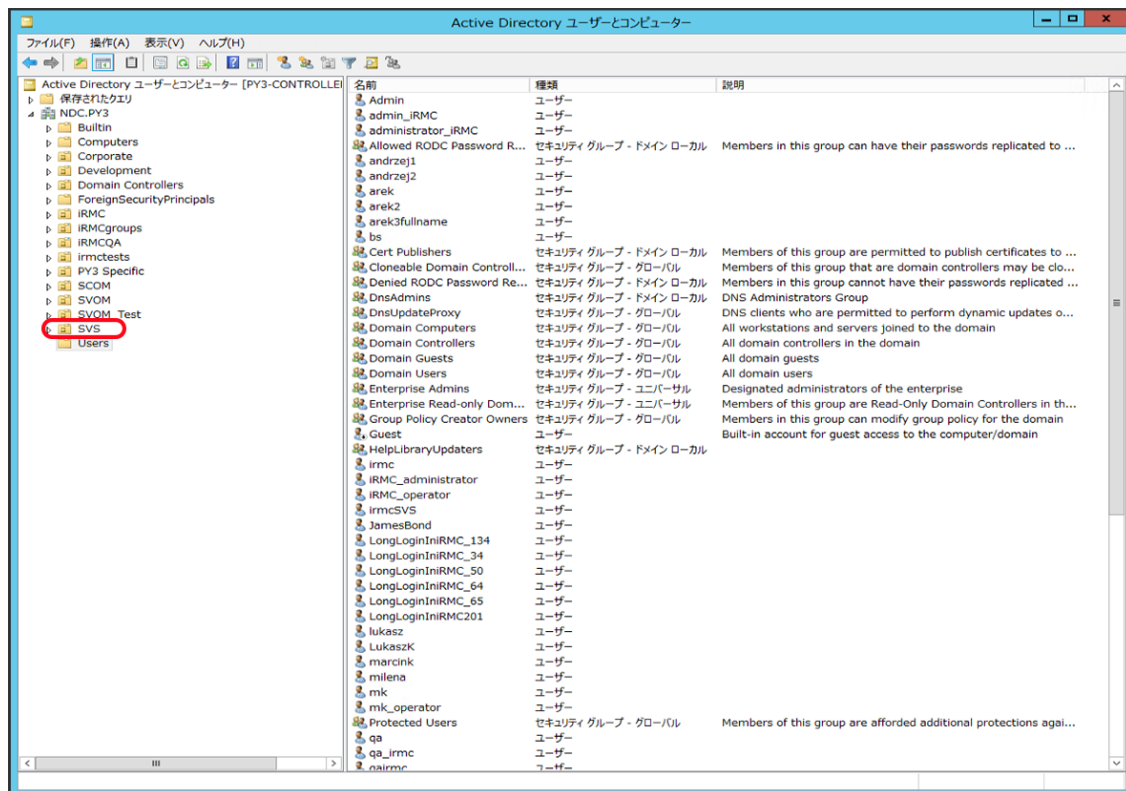 Active Directory ユーザーとコンピューター
ファイル(F) 操作(A) 表示(V) ヘルプ(H)
Active Directory ユーザーとコンピューター [PY3-CONTROLLE
保存されたクエリ
NDC.PY3
Builtin
Computers
Corporate
Development
Domain Controllers
ForeignSecurityPrincipals
iRMC
iRMCgroups
iRMCQA
irmctests
PY3 Specific
SCOM
SVOM
SVOM_Test
SVS
Users
名前 種類 説明
Admin ユーザー
admin_iRMC ユーザー
administrator_iRMC ユーザー
Allowed RODC Password R... セキュリティ グループ - ドメイン ローカル Members in this group can have their passwords replicated to ...
andrzej1 ユーザー
andrzej2 ユーザー
arek ユーザー
arek2 ユーザー
arek3fullname ユーザー
bs ユーザー
Cert Publishers セキュリティ グループ - ドメイン ローカル Members of this group are permitted to publish certificates to ...
Cloneable Domain Controll... セキュリティ グループ - グローバル Members of this group that are domain controllers may be clo...
Denied RODC Password Re... セキュリティ グループ - ドメイン ローカル Members in this group cannot have their passwords replicated ...
DnsAdmins セキュリティ グループ - ドメイン ローカル DNS Administrators Group
DnsUpdateProxy セキュリティ グループ - グローバル DNS clients who are permitted to perform dynamic updates o...
Domain Computers セキュリティ グループ - グローバル All workstations and servers joined to the domain
Domain Controllers セキュリティ グループ - グローバル All domain controllers in the domain
Domain Guests セキュリティ グループ - グローバル All domain guests
Domain Users セキュリティ グループ - グローバル All domain users
Enterprise Admins セキュリティ グループ - ユニバーサル Designated administrators of the enterprise
Enterprise Read-only Dom... セキュリティ グループ - ユニバーサル Members of this group are Read-Only Domain Controllers in th...
Group Policy Creator Owners セキュリティ グループ - グローバル Members in this group can modify group policy for the domain
Guest ユーザー Built-in account for guest access to the computer/domain
HelpLibraryUpdaters セキュリティ グループ - ドメイン ローカル
irmc ユーザー
iRMC_administrator ユーザー
iRMC_operator ユーザー
irmcSVS ユーザー
JamesBond ユーザー
LongLoginIniRMC_134 ユーザー
LongLoginIniRMC_34 ユーザー
LongLoginIniRMC_50 ユーザー
LongLoginIniRMC_64 ユーザー
LongLoginIniRMC_65 ユーザー
LongLoginIniRMC201 ユーザー
lukasz ユーザー
LukaszK ユーザー
marcink ユーザー
milena ユーザー
mk ユーザー
mk_operator ユーザー
Protected Users セキュリティ グループ - グローバル Members of this group are afforded additional protections agai...
qa ユーザー
qa_irmc ユーザー
qairmc ユーザー